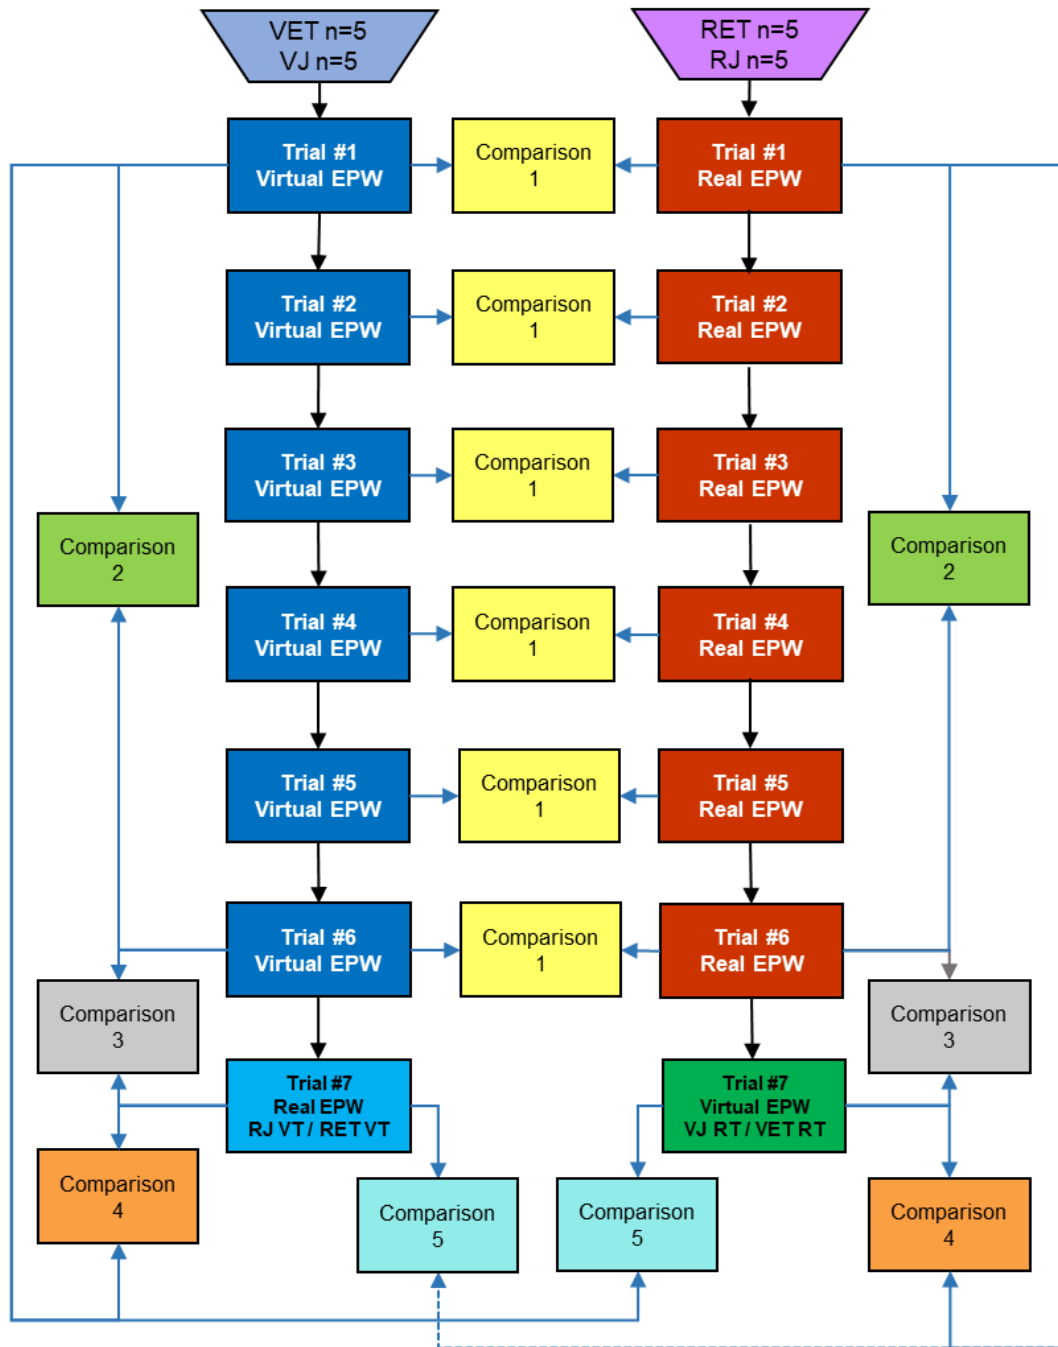 VET n=5
VJ n=5
RET n=5
RJ n=5
Trial #1
Virtual EPW
Comparison
1
Trial #1
Real EPW
Trial #2
Virtual EPW
Comparison
1
Trial #2
Real EPW
Trial #3
Virtual EPW
Comparison
1
Trial #3
Real EPW
Comparison
2
Comparison
2
Trial #4
Virtual EPW
Comparison
1
Trial #4
Real EPW
Trial #5
Virtual EPW
Comparison
1
Trial #5
Real EPW
Trial #6
Virtual EPW
Comparison
1
Trial #6
Real EPW
Comparison
3
Comparison
3
Trial #7
Real EPW
RJ VT / RET VT
Trial #7
Virtual EPW
VJ RT / VET RT
Comparison
4
Comparison
5
Comparison
5
Comparison
4